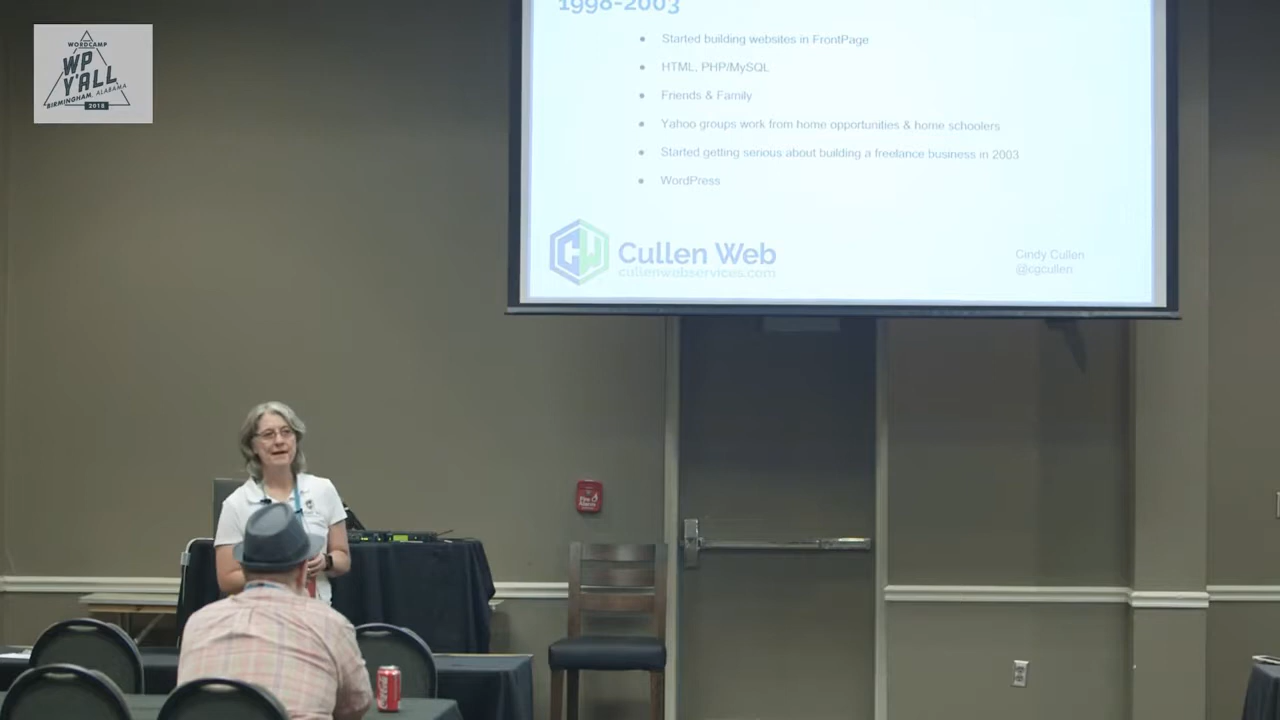 WORDCAMP
WP
Y'ALL
BIRMINGHAM, ALABAMA
2018
1998-2003
Started building websites in FrontPage
HTML, PHP/MySQL
Friends & Family
Yahoo groups work from home opportunities & home schoolers
Started getting serious about building a freelance business in 2003
WordPress
CW
Cullen Web
cullenwebservices.com
Cindy Cullen
@cgcullen